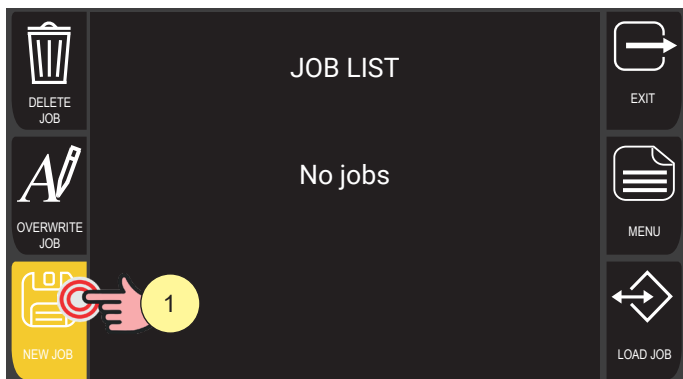 DELETE
JOB
OVERWRITE
JOB
NEW JOB
JOB LIST
No jobs
1
EXIT
MENU
LOAD JOB